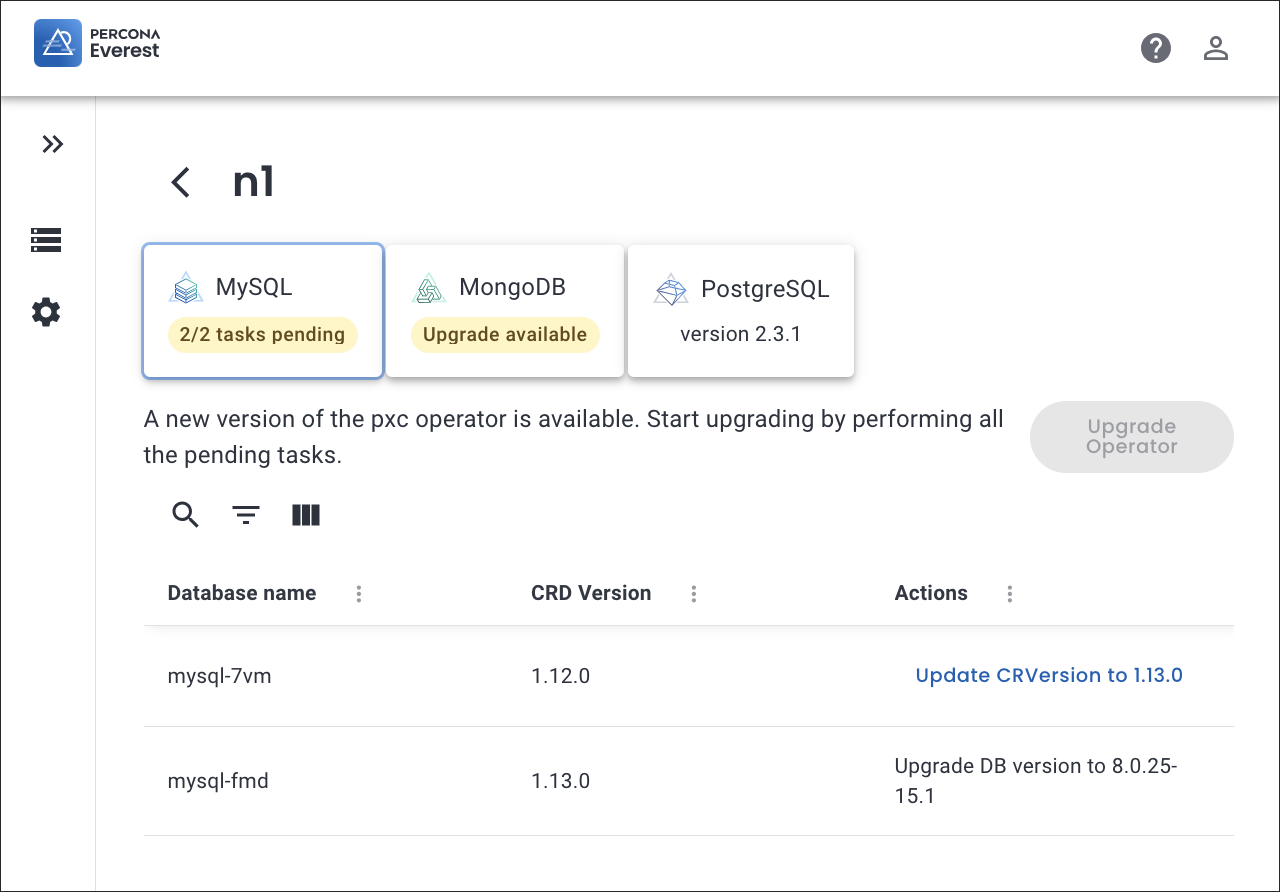 PERCONA
Everest
n1
MySQL
2/2 tasks pending
MongoDB
Upgrade available
PostgreSQL
version 2.3.1
A new version of the pxc operator is available. Start upgrading by performing all
the pending tasks.
Upgrade
Operator
Database name
CRD Version
Actions
mysql-7vm
1.12.0
Update CRVersion to 1.13.0
mysql-fmd
1.13.0
Upgrade DB version to 8.0.25-
15.1